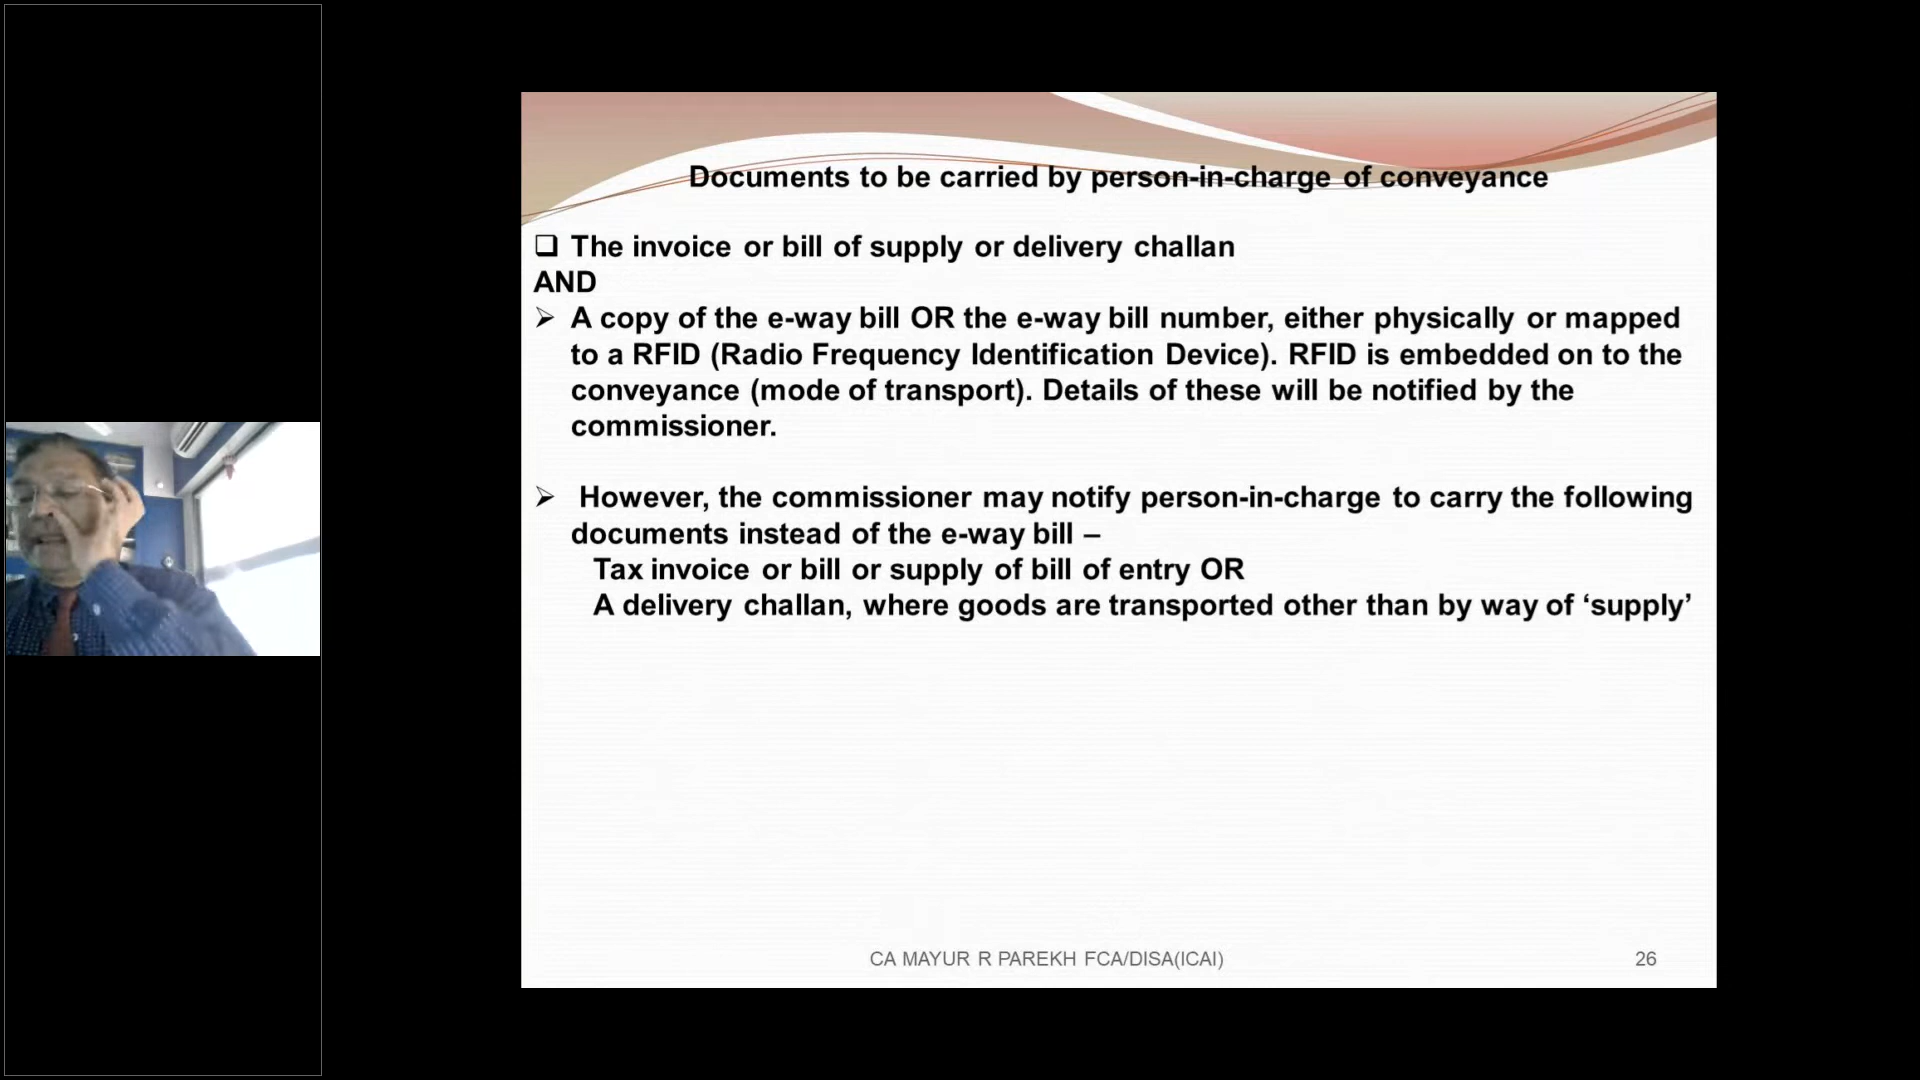 Documents to be carried by person-in-charge of conveyance
❑ The invoice or bill of supply or delivery challan
AND
➢ A copy of the e-way bill OR the e-way bill number, either physically or mapped
to a RFID (Radio Frequency Identification Device). RFID is embedded on to the
conveyance (mode of transport). Details of these will be notified by the
commissioner.
➢ However, the commissioner may notify person-in-charge to carry the following
documents instead of the e-way bill –
Tax invoice or bill or supply of bill of entry OR
A delivery challan, where goods are transported other than by way of ‘supply’
CA MAYUR R PAREKH FCA/DISA(ICAI)
26